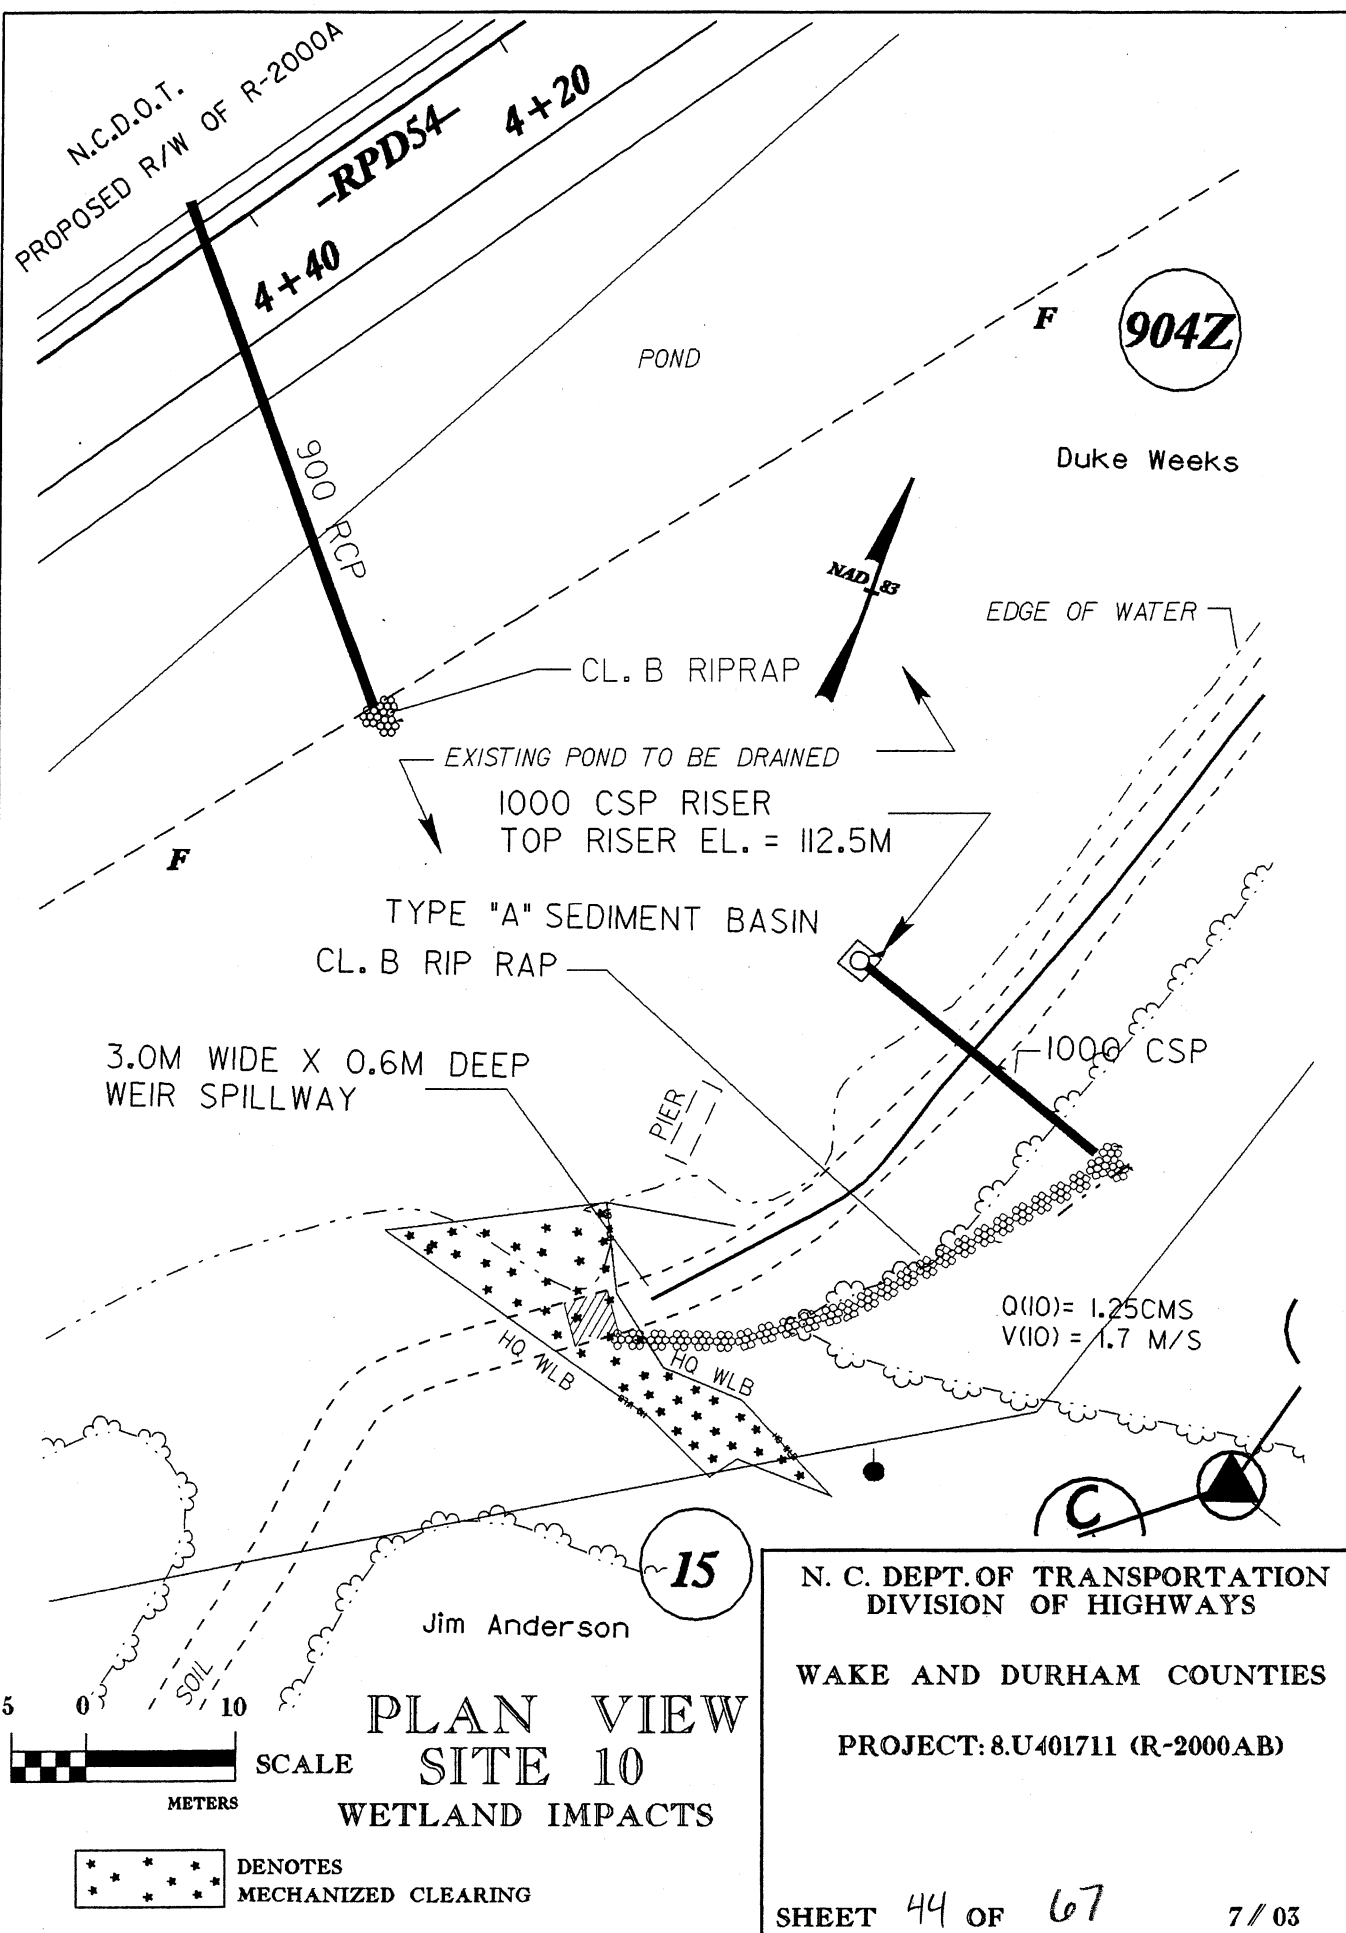 N.C.D.O.T.
PROPOSED R/W OF R-2000A
-RPD54-
4+20
4+40
POND
F
904Z
Duke Weeks
900 RCP
NAD 83
EDGE OF WATER
CL. B RIPRAP
EXISTING POND TO BE DRAINED
1000 CSP RISER
TOP RISER EL. = 112.5M
F
TYPE "A" SEDIMENT BASIN
CL. B RIP RAP
3.0M WIDE X 0.6M DEEP
WEIR SPILLWAY
1000 CSP
PIER
Q(10)= 1.25CMS
V(10) = 1.7 M/S
HQ WLB
HQ WLB
C
15
Jim Anderson
SOIL
5 0 10
SCALE
METERS
PLAN VIEW
SITE 10
WETLAND IMPACTS
DENOTES
MECHANIZED CLEARING
N. C. DEPT. OF TRANSPORTATION
DIVISION OF HIGHWAYS
WAKE AND DURHAM COUNTIES
PROJECT: 8.U401711 (R-2000AB)
SHEET 44 OF 67 7 / 03